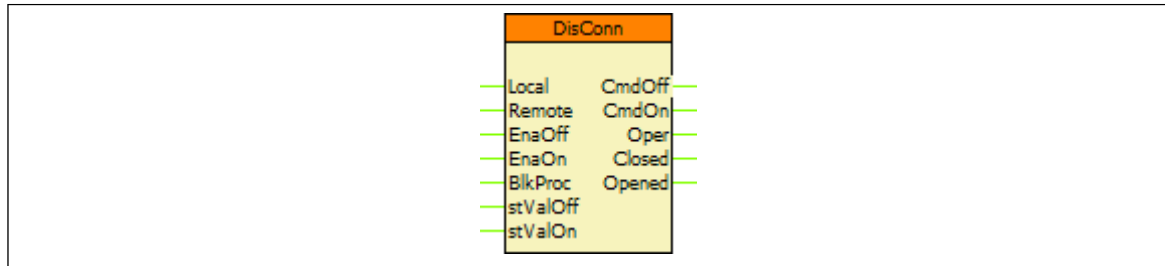 DisConn
Local CmdOff
Remote CmdOn
EnaOff Oper
EnaOn Closed
BlkProc Opened
stValOff
stValOn